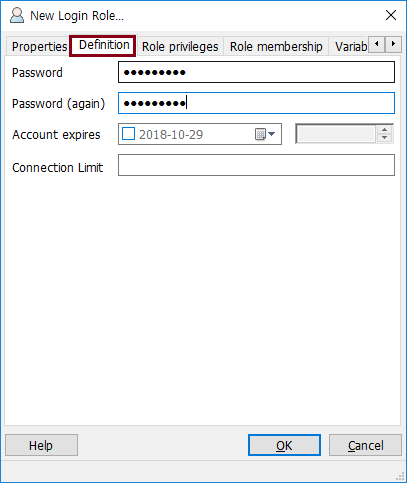 New Login Role...
Properties Definition Role privileges Role membership Variab
Password ●●●●●●●●●
Password (again) ●●●●●●●●●
Account expires 2018-10-29
Connection Limit
Help OK Cancel